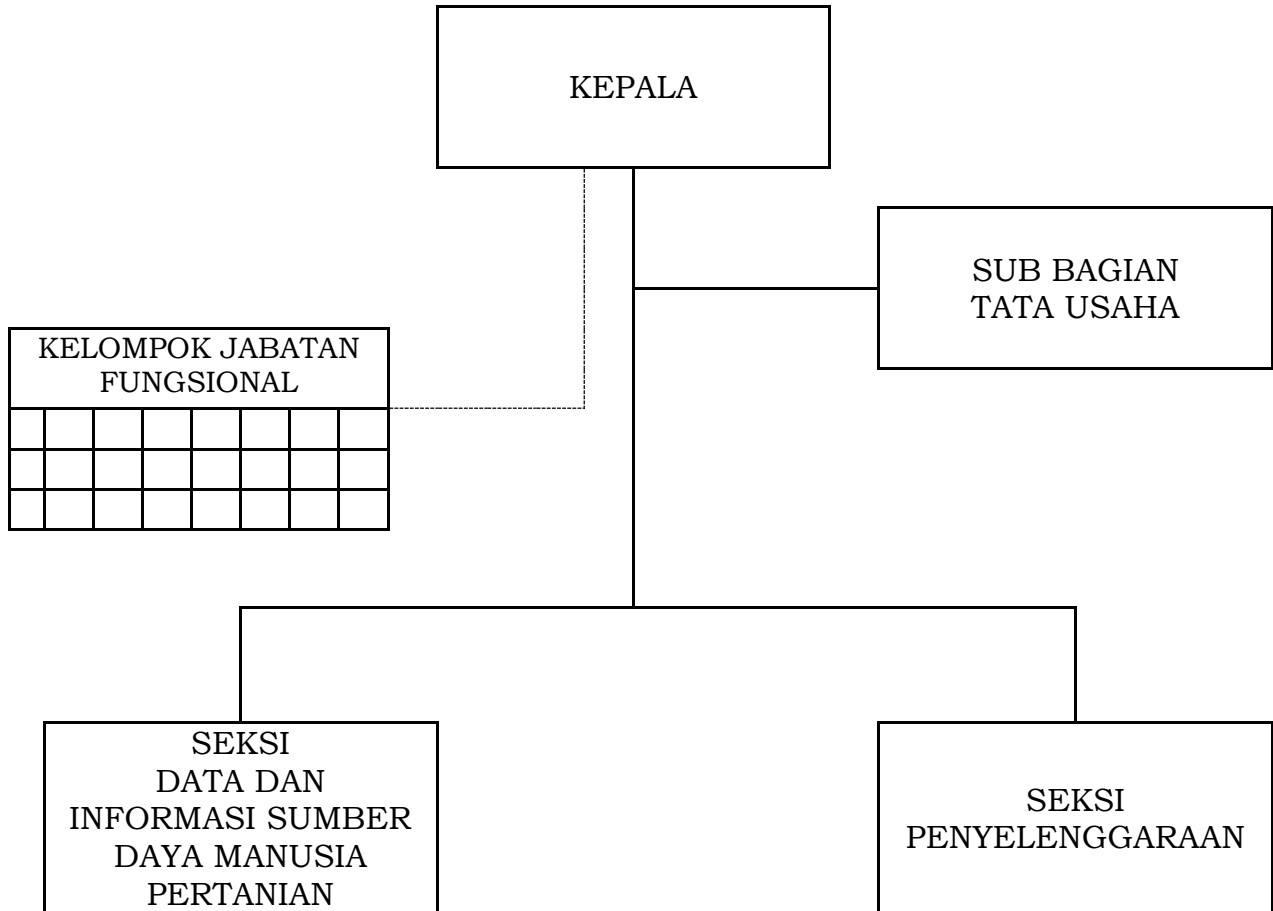 KEPALA
SUB BAGIAN
TATA USAHA
KELOMPOK JABATAN
FUNGSIONAL
SEKSI
DATA DAN
INFORMASI SUMBER
DAYA MANUSIA
PERTANIAN
SEKSI
PENYELENGGARAAN